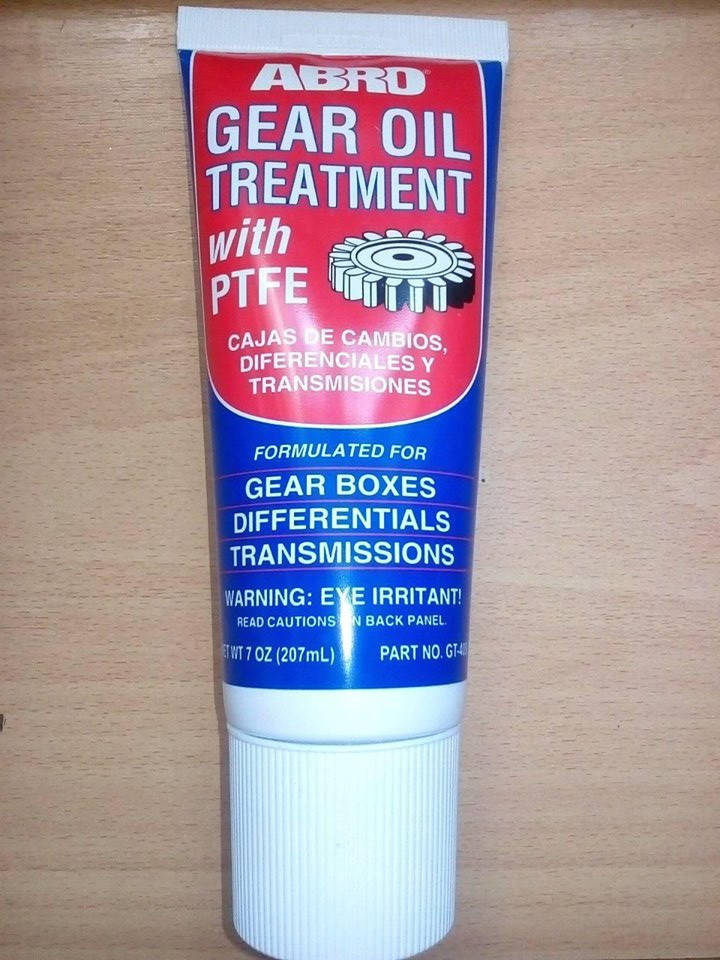 ABRO®
GEAR OIL
TREATMENT
with
PTFE
CAJAS DE CAMBIOS,
DIFERENCIALES Y
TRANSMISIONES
FORMULATED FOR
GEAR BOXES
DIFFERENTIALS
TRANSMISSIONS
WARNING: EYE IRRITANT!
READ CAUTIONS ON BACK PANEL.
WT 7 OZ (207mL) PART NO.